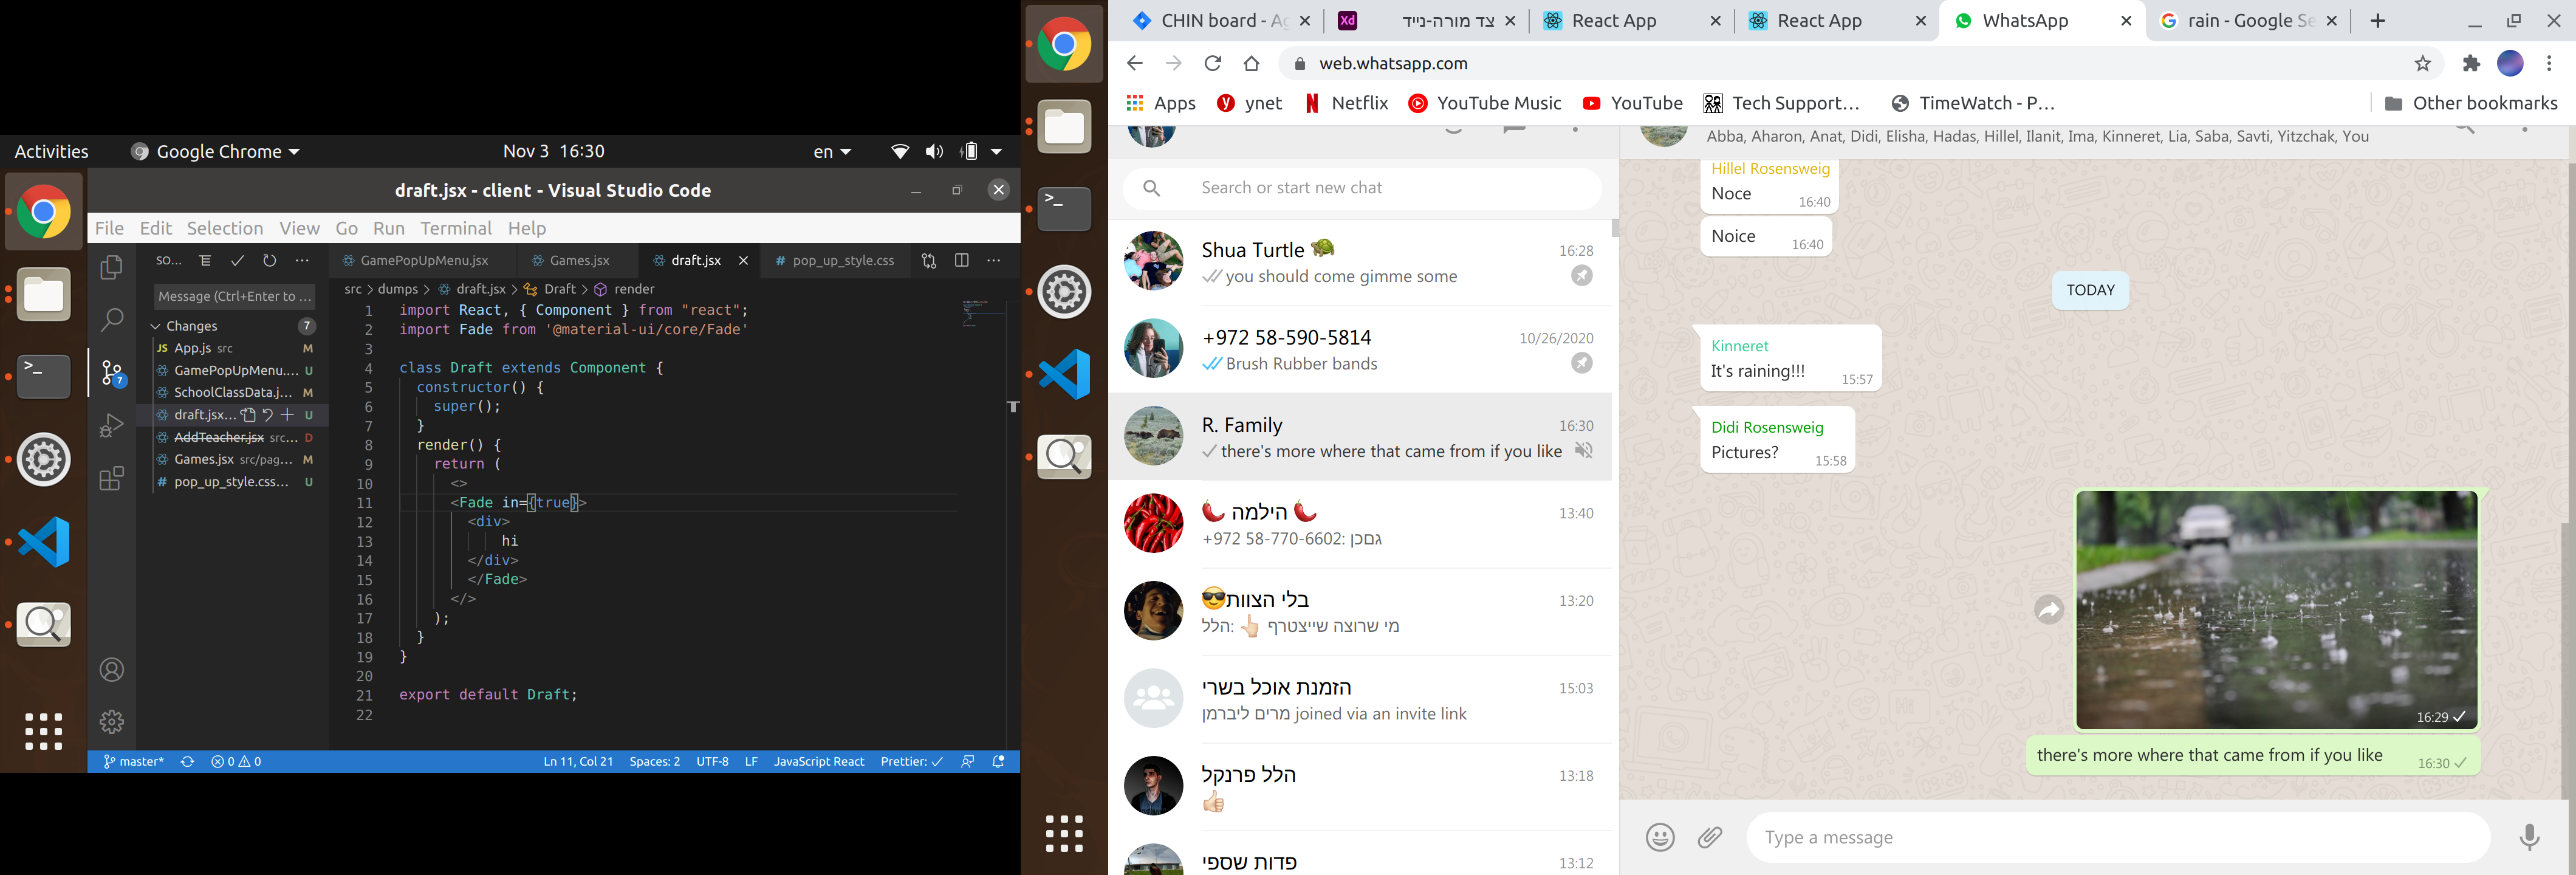 Activities
Google Chrome
Nov 3 16:30
en
draft.jsx - client - Visual Studio Code
File Edit Selection View Go Run Terminal Help
SO...
GamePopUpMenu.jsx
Games.jsx
draft.jsx
# pop_up_style.css
Message (Ctrl+Enter to ...
src > dumps > draft.jsx > Draft > render
Changes 7
JS App.js src M
GamePopUpMenu.... U
SchoolClassData.j... M
draft.jsx... U
AddTeacher.jsx src... D
Games.jsx src/pag... M
# pop_up_style.css... U
7
1 import React, { Component } from "react";
2 import Fade from '@material-ui/core/Fade'
3
4 class Draft extends Component {
5 constructor() {
6 super();
7 }
8 render() {
9 return (
10 <>
11 <Fade in={true}>
12 <div>
13 hi
14 </div>
15 </Fade>
16 </>
17 );
18 }
19 }
20
21 export default Draft;
22
master* 0 0 Ln 11, Col 21 Spaces: 2 UTF-8 LF JavaScript React Prettier: ✓
CHIN board - Ag
Xd צד מורה-נייד
React App
React App
WhatsApp
rain - Google Se
web.whatsapp.com
Apps
ynet
Netflix
YouTube Music
YouTube
Tech Support...
TimeWatch - P...
Other bookmarks
Search or start new chat
Shua Turtle 🐢 16:28
you should come gimme some
+972 58-590-5814 10/26/2020
Brush Rubber bands
R. Family 16:30
there's more where that came from if you like
🌶️ הילמה 🌶️ 13:40
+972 58-770-6602: גםכן
😎בלי הצוות 13:20
הלל: 👆🏻 מי שרוצה שייצטרף
הזמנת אוכל בשרי 15:03
מרים ליברמן joined via an invite link
הלל פרנקל 13:18
👍🏻
פדות שספי 13:12
Abba, Aharon, Anat, Didi, Elisha, Hadas, Hillel, Ilanit, Ima, Kinneret, Lia, Saba, Savti, Yitzchak, You
Hillel Rosensweig
Noce 16:40
Noice 16:40
TODAY
Kinneret
It's raining!!! 15:57
Didi Rosensweig
Pictures? 15:58
16:29
there's more where that came from if you like 16:30
Type a message